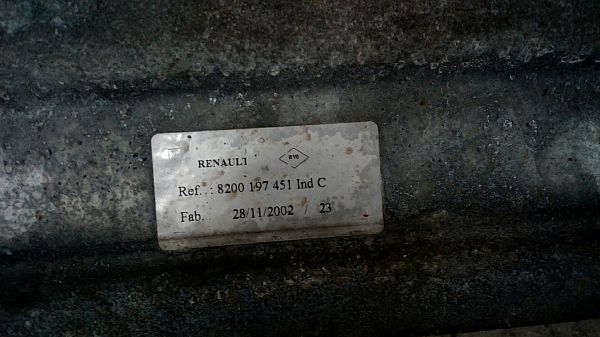 RENAULT
Ref. : 8200 197 451 Ind C
Fab. 28/11/2002 / 23